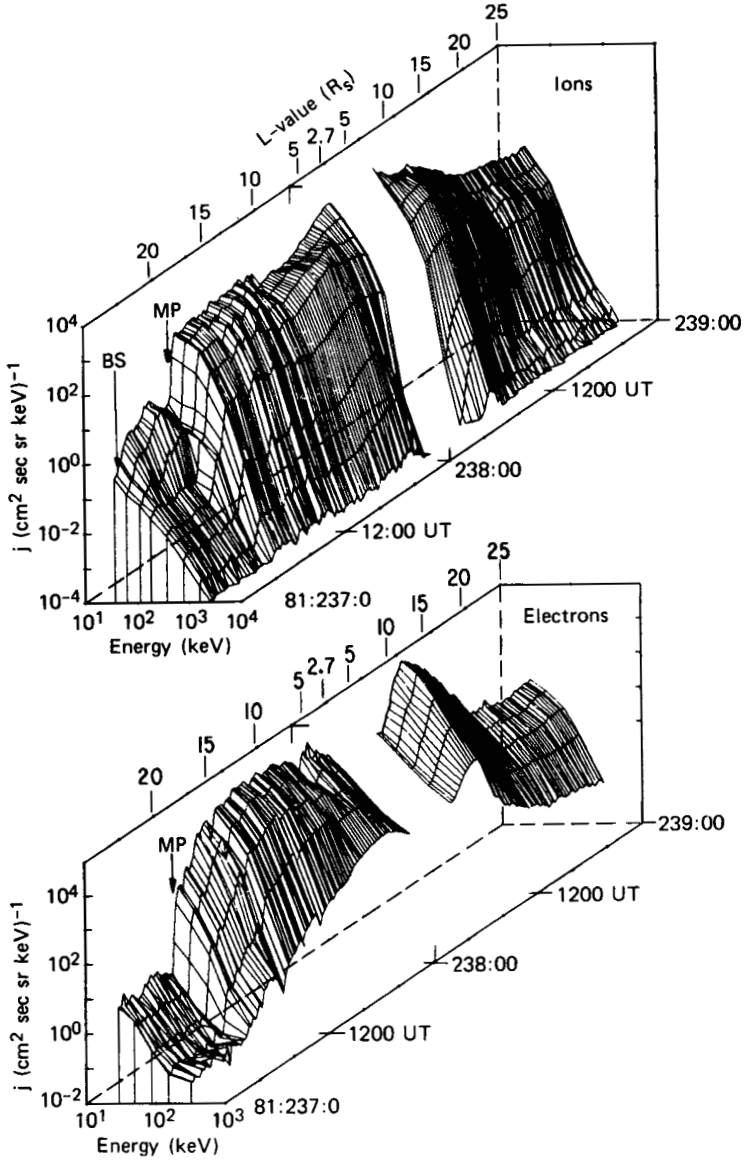 25
20
15
10
5
2.7
5
10
15
20
L-value (R_s)
Ions
10^4
10^2
10^0
10^-2
10^-4
j (cm^2 sec sr keV)^-1
BS
MP
239:00
1200 UT
238:00
12:00 UT
81:237:0
10^1 10^2 10^3 10^4
Energy (keV)
25
20
15
10
5
2.7
5
10
15
20
Electrons
10^4
10^2
10^0
10^-2
j (cm^2 sec sr keV)^-1
MP
239:00
1200 UT
238:00
1200 UT
81:237:0
10^1 10^2 10^3
Energy (keV)